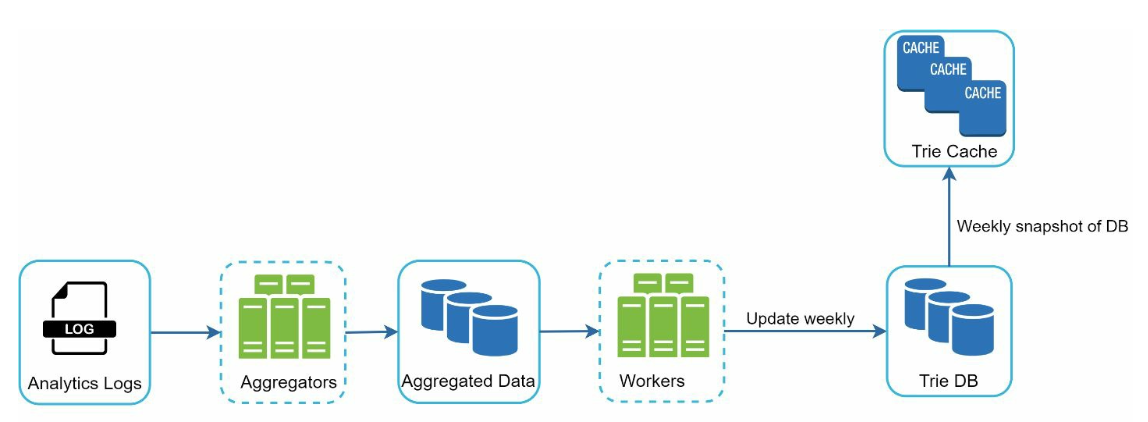 CACHE
CACHE
CACHE
Trie Cache
Weekly snapshot of DB
LOG
Analytics Logs
Aggregators
Aggregated Data
Workers
Update weekly
Trie DB